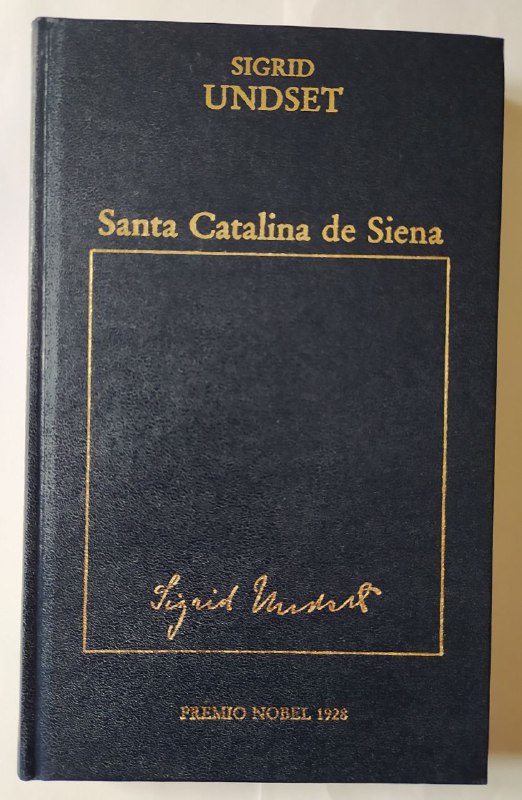 SIGRID
UNDSET
Santa Catalina de Siena
Sigrid Undset
PREMIO NOBEL 1928